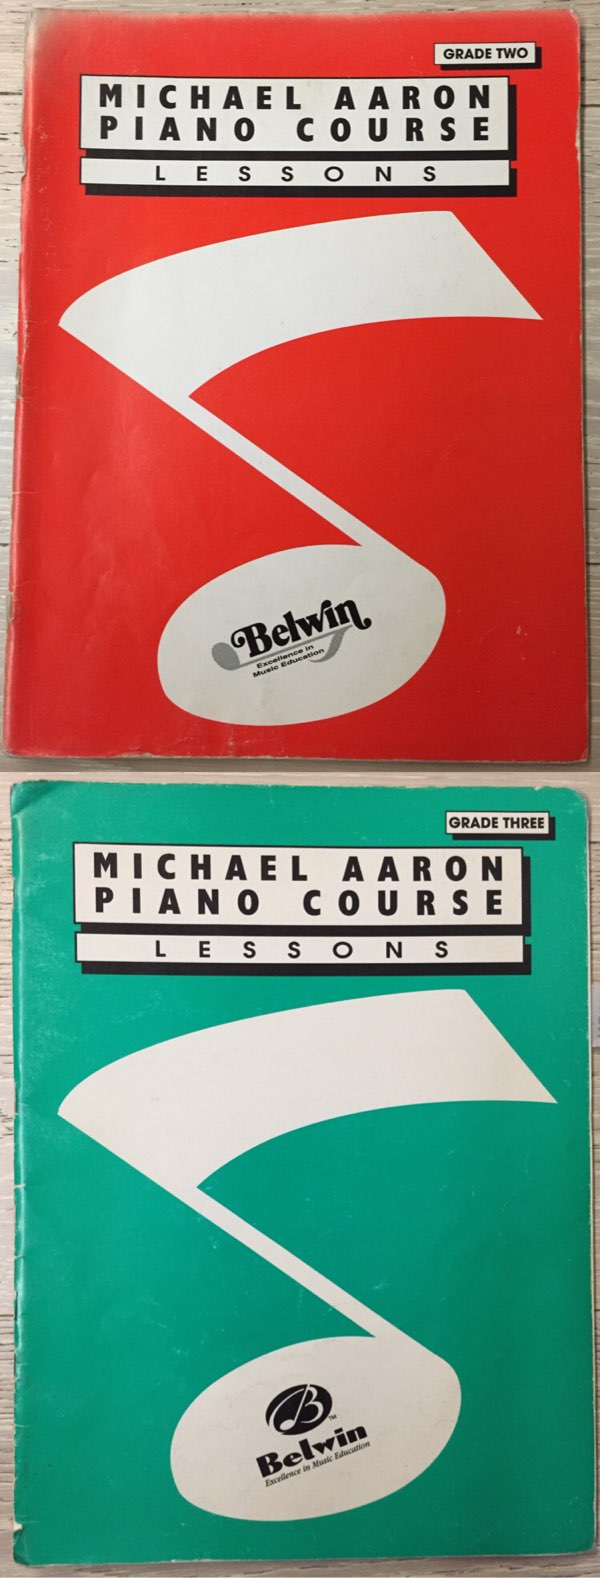 GRADE TWO
MICHAEL AARON
PIANO COURSE
LESSONS
Belwin
Excellence in
Music Education
GRADE THREE
MICHAEL AARON
PIANO COURSE
LESSONS
B
TM
Belwin
Excellence in Music Education